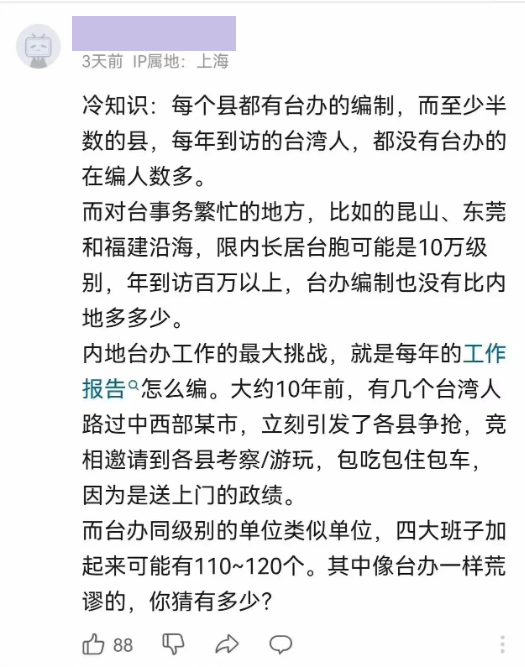 3天前 IP属地：上海
冷知识：每个县都有台办的编制，而至少半
数的县，每年到访的台湾人，都没有台办的
在编人数多。
而对台事务繁忙的地方，比如的昆山、东莞
和福建沿海，限内长居台胞可能是10万级
别，年到访百万以上，台办编制也没有比内
地多多少。
内地台办工作的最大挑战，就是每年的工作
报告怎么编。大约10年前，有几个台湾人
路过中西部某市，立刻引发了各县争抢，竞
相邀请到各县考察/游玩，包吃包住包车，
因为是送上门的政绩。
而台办同级别的单位类似单位，四大班子加
起来可能有110~120个。其中像台办一样荒
谬的，你猜有多少？
88